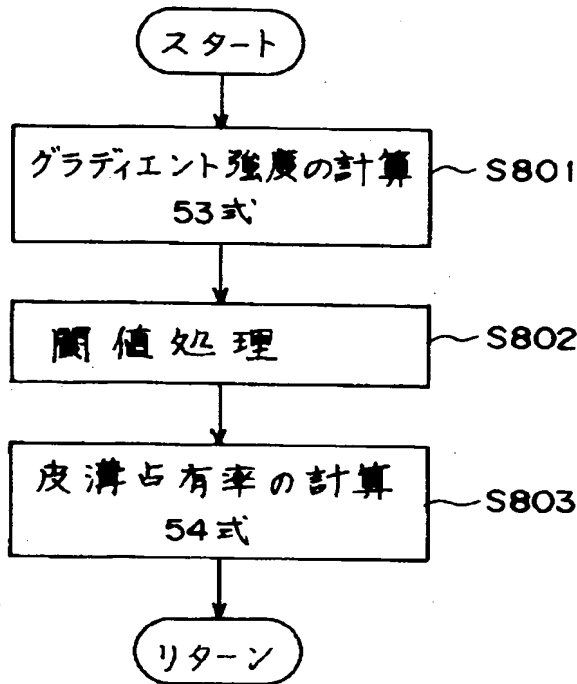 スタート
グラディエント強度の計算
53式
S801
閾値処理
S802
皮溝占有率の計算
54式
S803
リターン